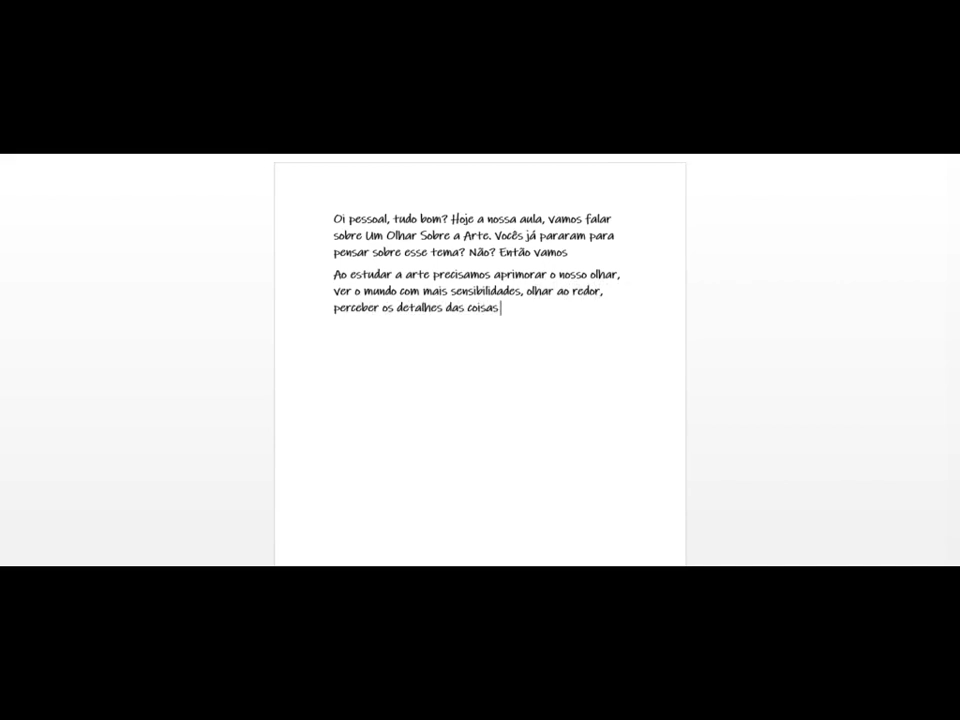 Oi pessoal, tudo bom? Hoje a nossa aula, vamos falar
sobre Um Olhar Sobre a Arte. Vocês já pararam para
pensar sobre esse tema? Não? Então vamos
Ao estudar a arte precisamos aprimorar o nosso olhar,
ver o mundo com mais sensibilidades, olhar ao redor,
perceber os detalhes das coisas